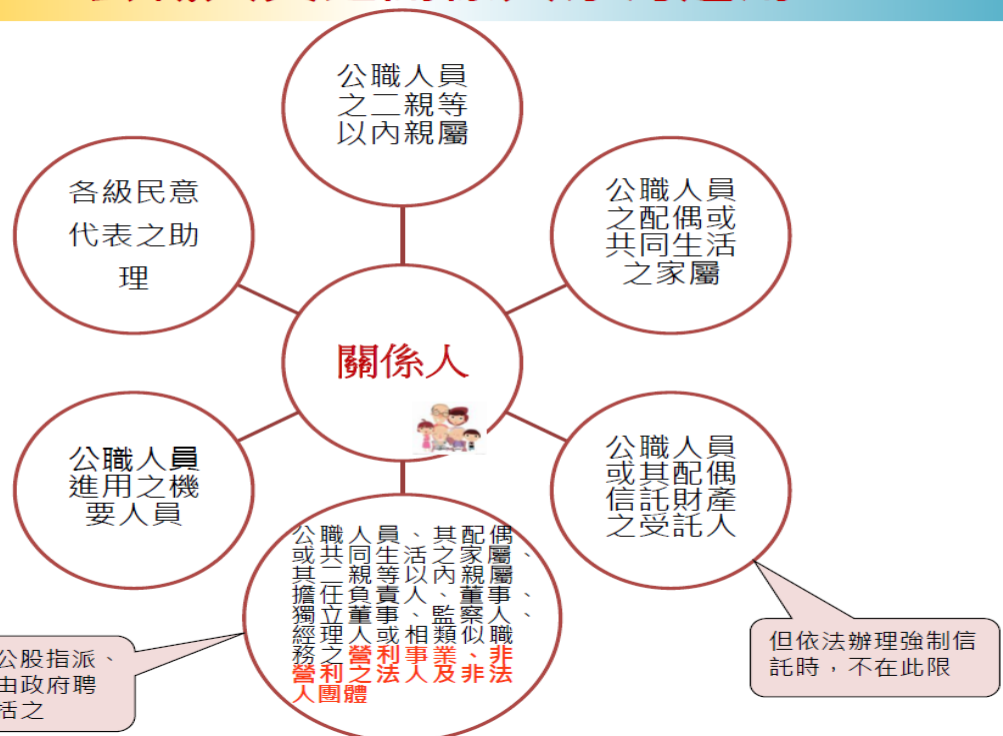 公職人員
之二親等
以內親屬
各級民意
代表之助
理
公職人員
之配偶或
共同生活
之家屬
關係人
公職人員
進用之機
要人員
公職人員
或其配偶
信託財產
之受託人
公職人員、其配偶
或共同生活之家屬、
其二親等以內親屬
擔任負責人、董事、
獨立董事、監察人、
經理人或相類似職
務之營利事業、非
營利之法人及非法
人團體
公股指派、
由政府聘
括之
但依法辦理強制信
託時，不在此限